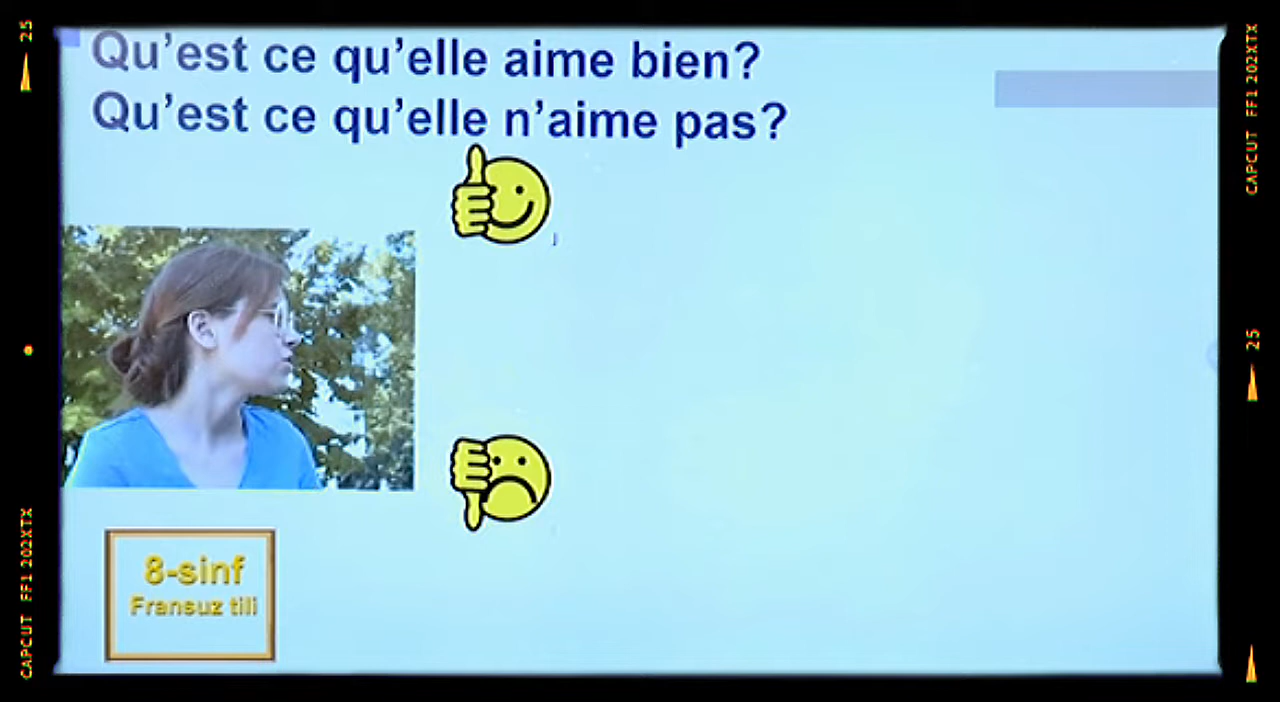 25
CAPCUT FF1 202XTX
Qu’est ce qu’elle aime bien?
Qu’est ce qu’elle n’aime pas?
8-sinf
Fransuz tili
CAPCUT FF1 202XTX
25